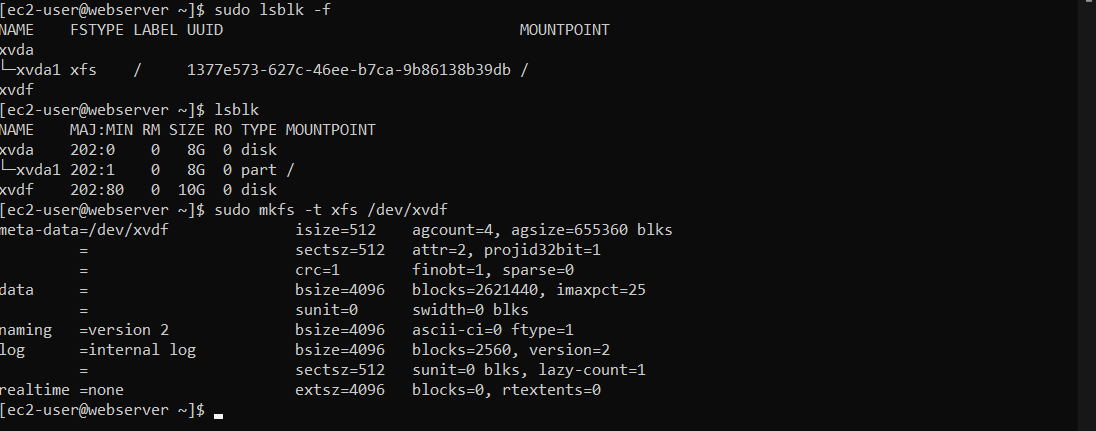 [ec2-user@webserver ~]$ sudo lsblk -f
NAME    FSTYPE LABEL UUID                                 MOUNTPOINT
xvda
└─xvda1 xfs    /     1377e573-627c-46ee-b7ca-9b86138b39db /
xvdf
[ec2-user@webserver ~]$ lsblk
NAME    MAJ:MIN RM SIZE RO TYPE MOUNTPOINT
xvda    202:0    0   8G  0 disk
└─xvda1 202:1    0   8G  0 part /
xvdf    202:80   0  10G  0 disk
[ec2-user@webserver ~]$ sudo mkfs -t xfs /dev/xvdf
meta-data=/dev/xvdf              isize=512    agcount=4, agsize=655360 blks
         =                       sectsz=512   attr=2, projid32bit=1
         =                       crc=1        finobt=1, sparse=0
data     =                       bsize=4096   blocks=2621440, imaxpct=25
         =                       sunit=0      swidth=0 blks
naming   =version 2              bsize=4096   ascii-ci=0 ftype=1
log      =internal log           bsize=4096   blocks=2560, version=2
         =                       sectsz=512   sunit=0 blks, lazy-count=1
realtime =none                   extsz=4096   blocks=0, rtextents=0
[ec2-user@webserver ~]$